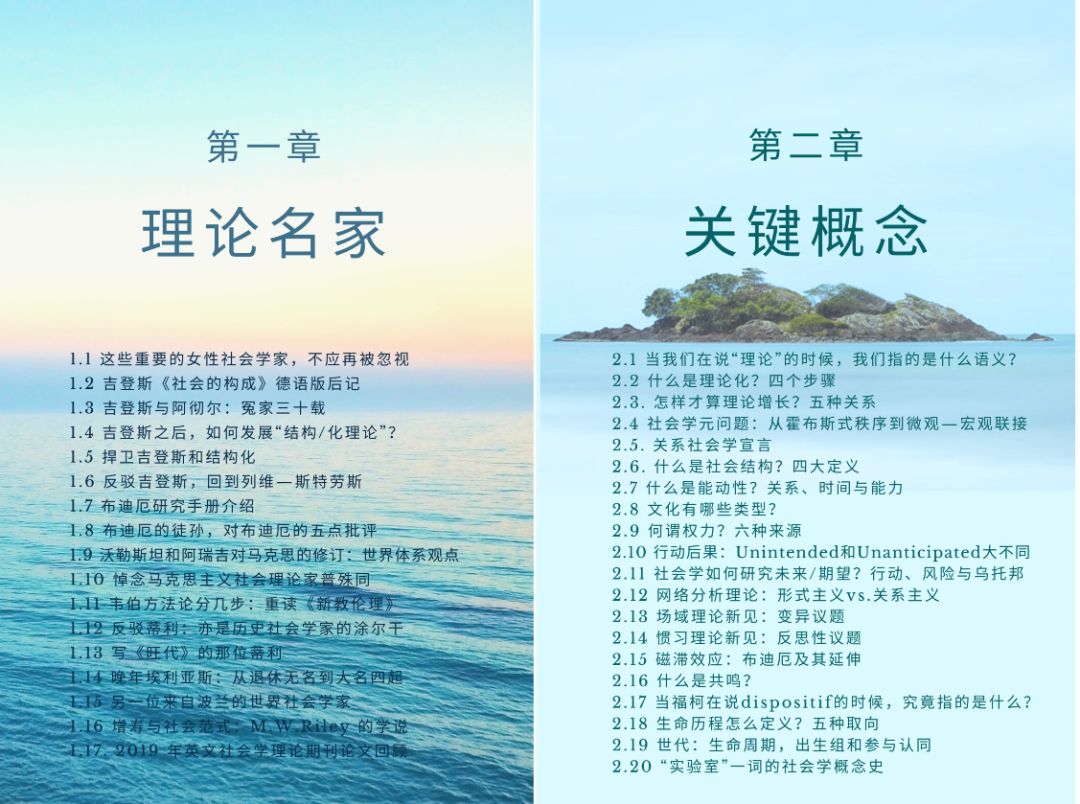 第一章
理论名家
1.1 这些重要的女性社会学家，不应再被忽视
1.2 吉登斯《社会的构成》德语版后记
1.3 吉登斯与阿彻尔：冤家三十载
1.4 吉登斯之后，如何发展“结构/化理论”？
1.5 捍卫吉登斯和结构化
1.6 反驳吉登斯，回到列维—斯特劳斯
1.7 布迪厄研究手册介绍
1.8 布迪厄的徒孙，对布迪厄的五点批评
1.9 沃勒斯坦和阿瑞吉对马克思的修订：世界体系观点
1.10 悼念马克思主义社会理论家普殊同
1.11 韦伯方法论分几步：重读《新教伦理》
1.12 反驳蒂利：亦是历史社会学家的涂尔干
1.13 写《旺代》的那位蒂利
1.14 晚年埃利亚斯：从退休无名到大名四起
1.15 另一位来自波兰的世界社会学家
1.16 增寿与社会范式：M.W.Riley 的学说
1.17. 2019 年英文社会学理论期刊论文回顾
第二章
关键概念
2.1 当我们在说“理论”的时候，我们指的是什么语义？
2.2 什么是理论化？四个步骤
2.3. 怎样才算理论增长？五种关系
2.4 社会学元问题：从霍布斯式秩序到微观—宏观联接
2.5. 关系社会学宣言
2.6. 什么是社会结构？四大定义
2.7 什么是能动性？关系、时间与能力
2.8 文化有哪些类型？
2.9 何谓权力？六种来源
2.10 行动后果：Unintended和Unanticipated大不同
2.11 社会学如何研究未来/期望？行动、风险与乌托邦
2.12 网络分析理论：形式主义vs.关系主义
2.13 场域理论新见：变异议题
2.14 惯习理论新见：反思性议题
2.15 磁滞效应：布迪厄及其延伸
2.16 什么是共鸣？
2.17 当福柯在说dispositif的时候，究竟指的是什么？
2.18 生命历程怎么定义？五种取向
2.19 世代：生命周期，出生组和参与认同
2.20 “实验室”一词的社会学概念史